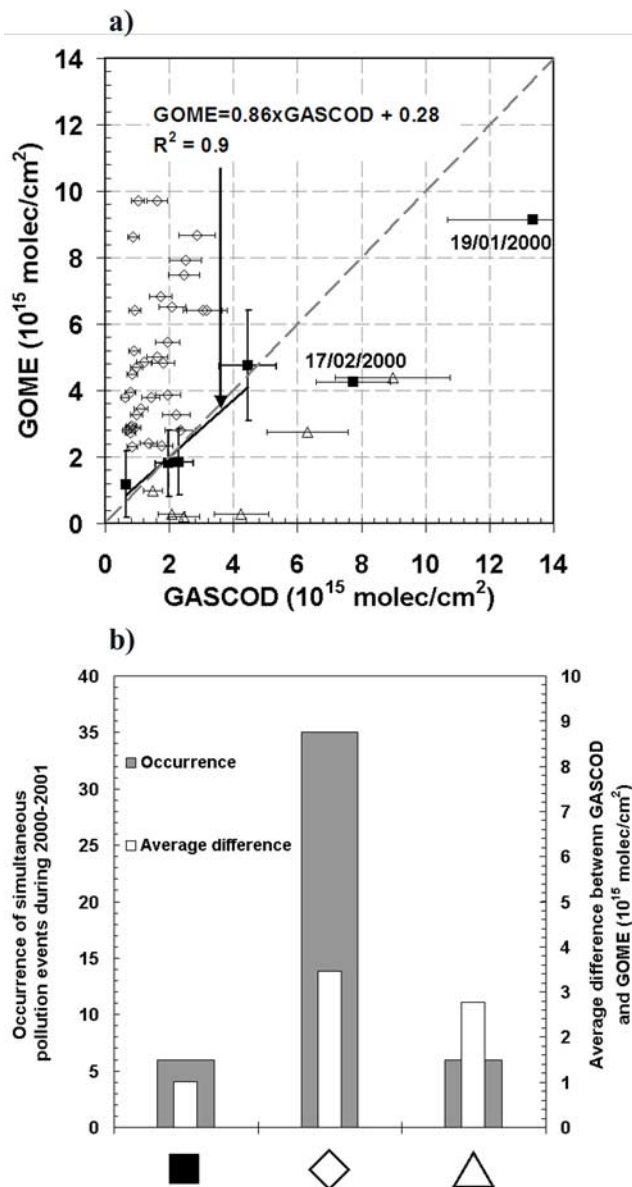 a)
14
12
10
8
6
4
2
0
GOME (10¹⁵ molec/cm²)
GOME=0.86xGASCOD + 0.28
R² = 0.9
19/01/2000
17/02/2000
0 2 4 6 8 10 12 14
GASCOD (10¹⁵ molec/cm²)
b)
40
35
30
25
20
15
10
5
0
Occurrence of simultaneous
pollution events during 2000-2001
Occurrence
Average difference
10
9
8
7
6
5
4
3
2
1
0
Average difference betwenn GASCOD
and GOME (10¹⁵ molec/cm²)